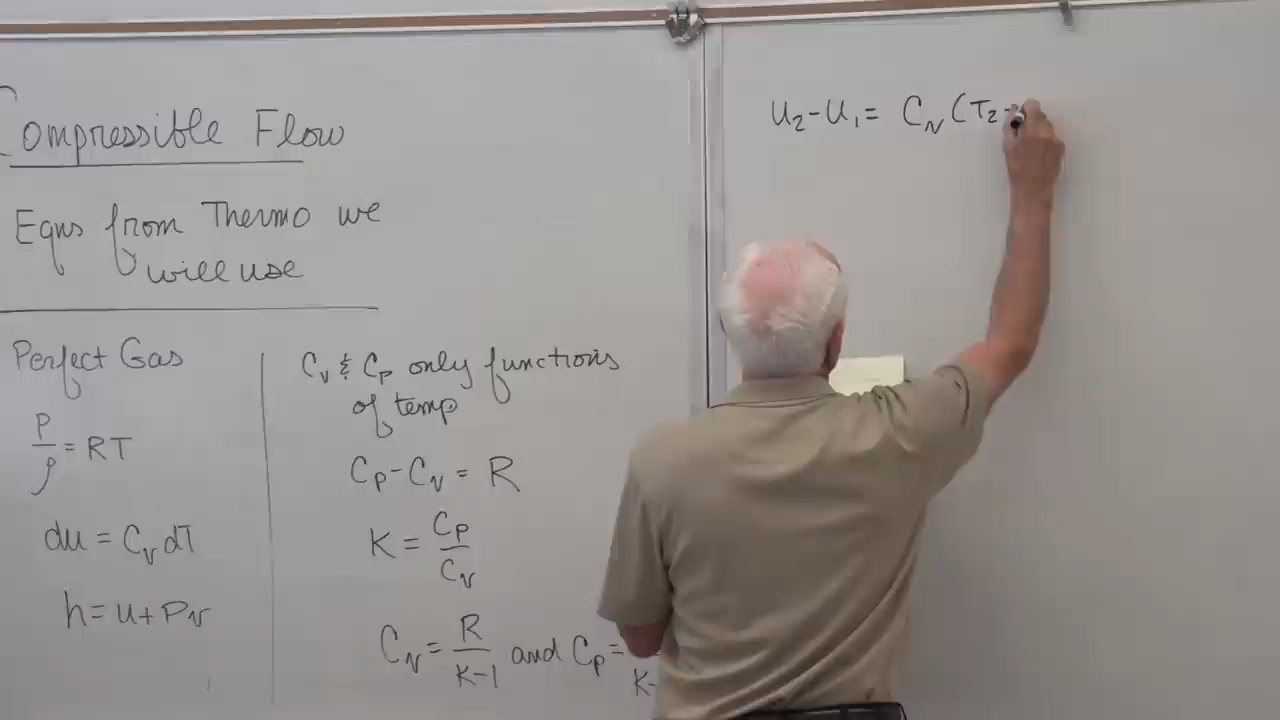 Compressible Flow
Eqns from Thermo we
will use
Perfect Gas
P/ρ = RT
du = Cv dT
h = u + Pv
Cv & Cp only functions
of temp
Cp - Cv = R
K = Cp/Cv
Cv = R/K-1 and Cp =
K-
u2 - u1 = Cv (T2 -